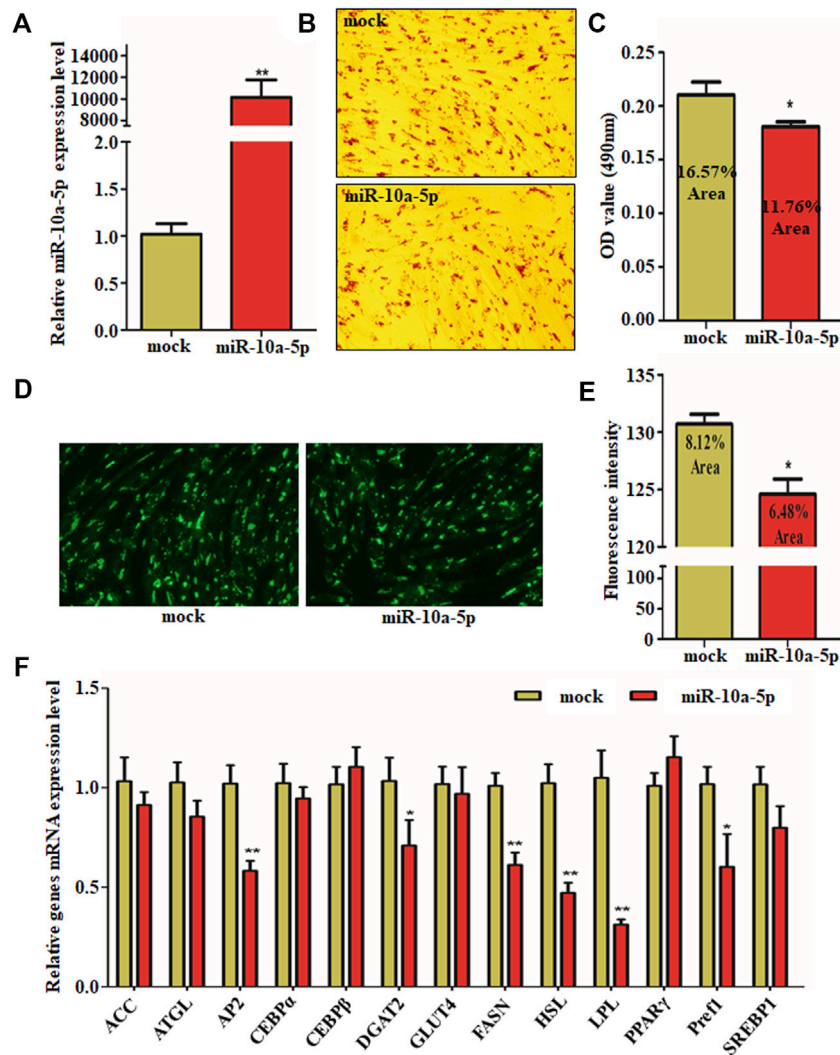 A
Relative miR-10a-5p expression level
14000
12000
10000
8000
2.0
1.5
1.0
0.5
0.0
**
mock
miR-10a-5p
B
mock
miR-10a-5p
C
OD value (490nm)
0.25
0.20
0.15
0.10
0.05
0.00
*
16.57%
Area
11.76%
Area
mock
miR-10a-5p
D
mock
miR-10a-5p
E
Fluorescence intensity
135
130
125
120
100
50
0
*
8.12%
Area
6.48%
Area
mock
miR-10a-5p
F
Relative genes mRNA expression level
1.5
1.0
0.5
0.0
mock
miR-10a-5p
**
*
**
**
**
*
ACC
ATGL
AP2
CEBPα
CEBPβ
DGAT2
GLUT4
FASN
HSL
LPL
PPARγ
Pref1
SREBP1